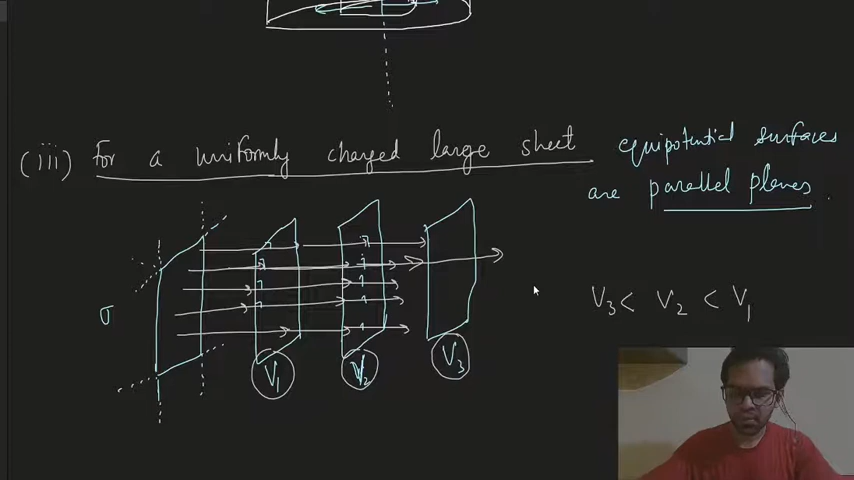 (iii) for a uniformly charged large sheet equipotential surfaces
are parallel planes.
σ
V₃ < V₂ < V₁
V₁ V₂ V₃